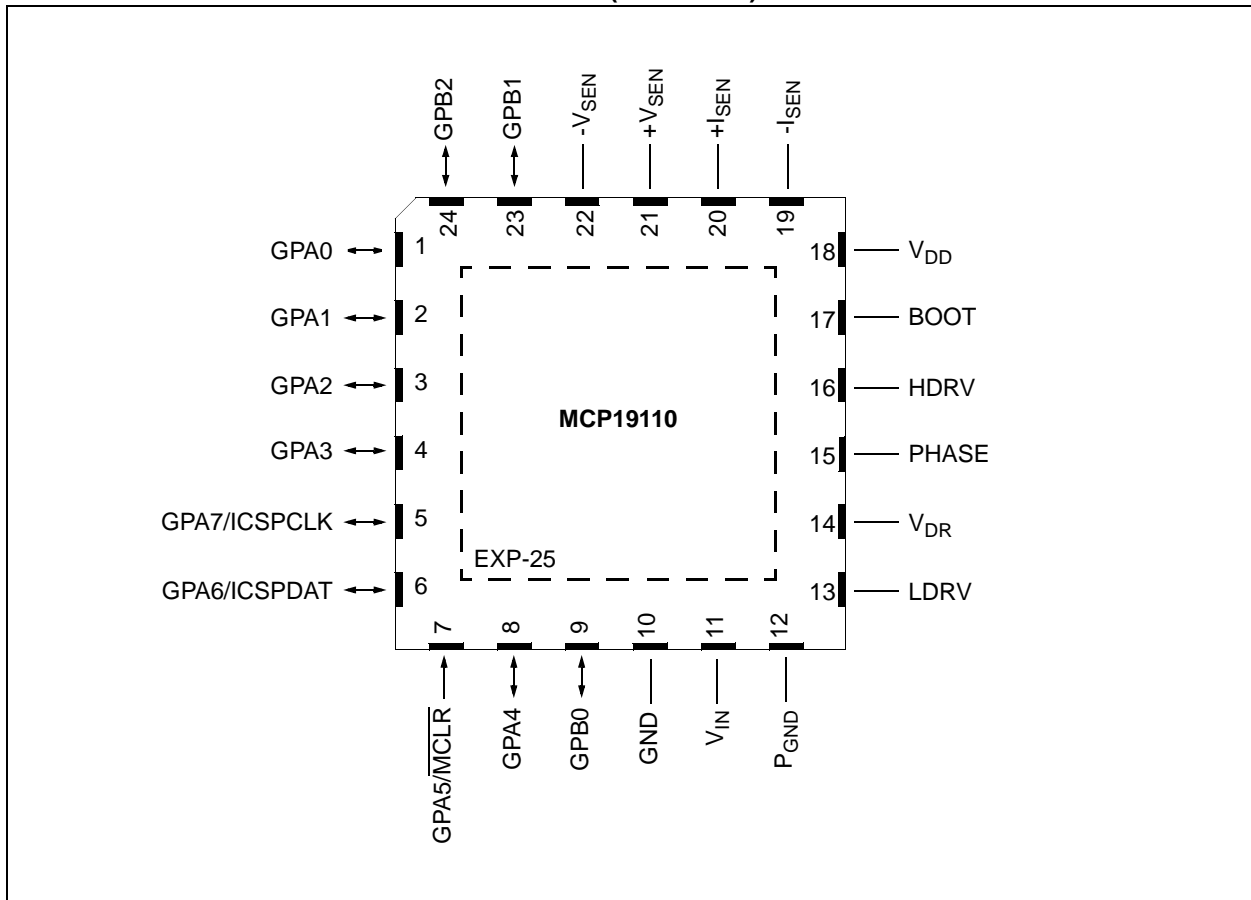 GPB2
GPB1
-VSEN
+VSEN
+ISEN
-ISEN
24
23
22
21
20
19
GPA0
1
18
VDD
GPA1
2
17
BOOT
GPA2
3
16
HDRV
MCP19110
GPA3
4
15
PHASE
GPA7/ICSPCLK
5
14
VDR
EXP-25
GPA6/ICSPDAT
6
13
LDRV
7
8
9
10
11
12
GPA5/MCLR
GPA4
GPB0
GND
VIN
PGND